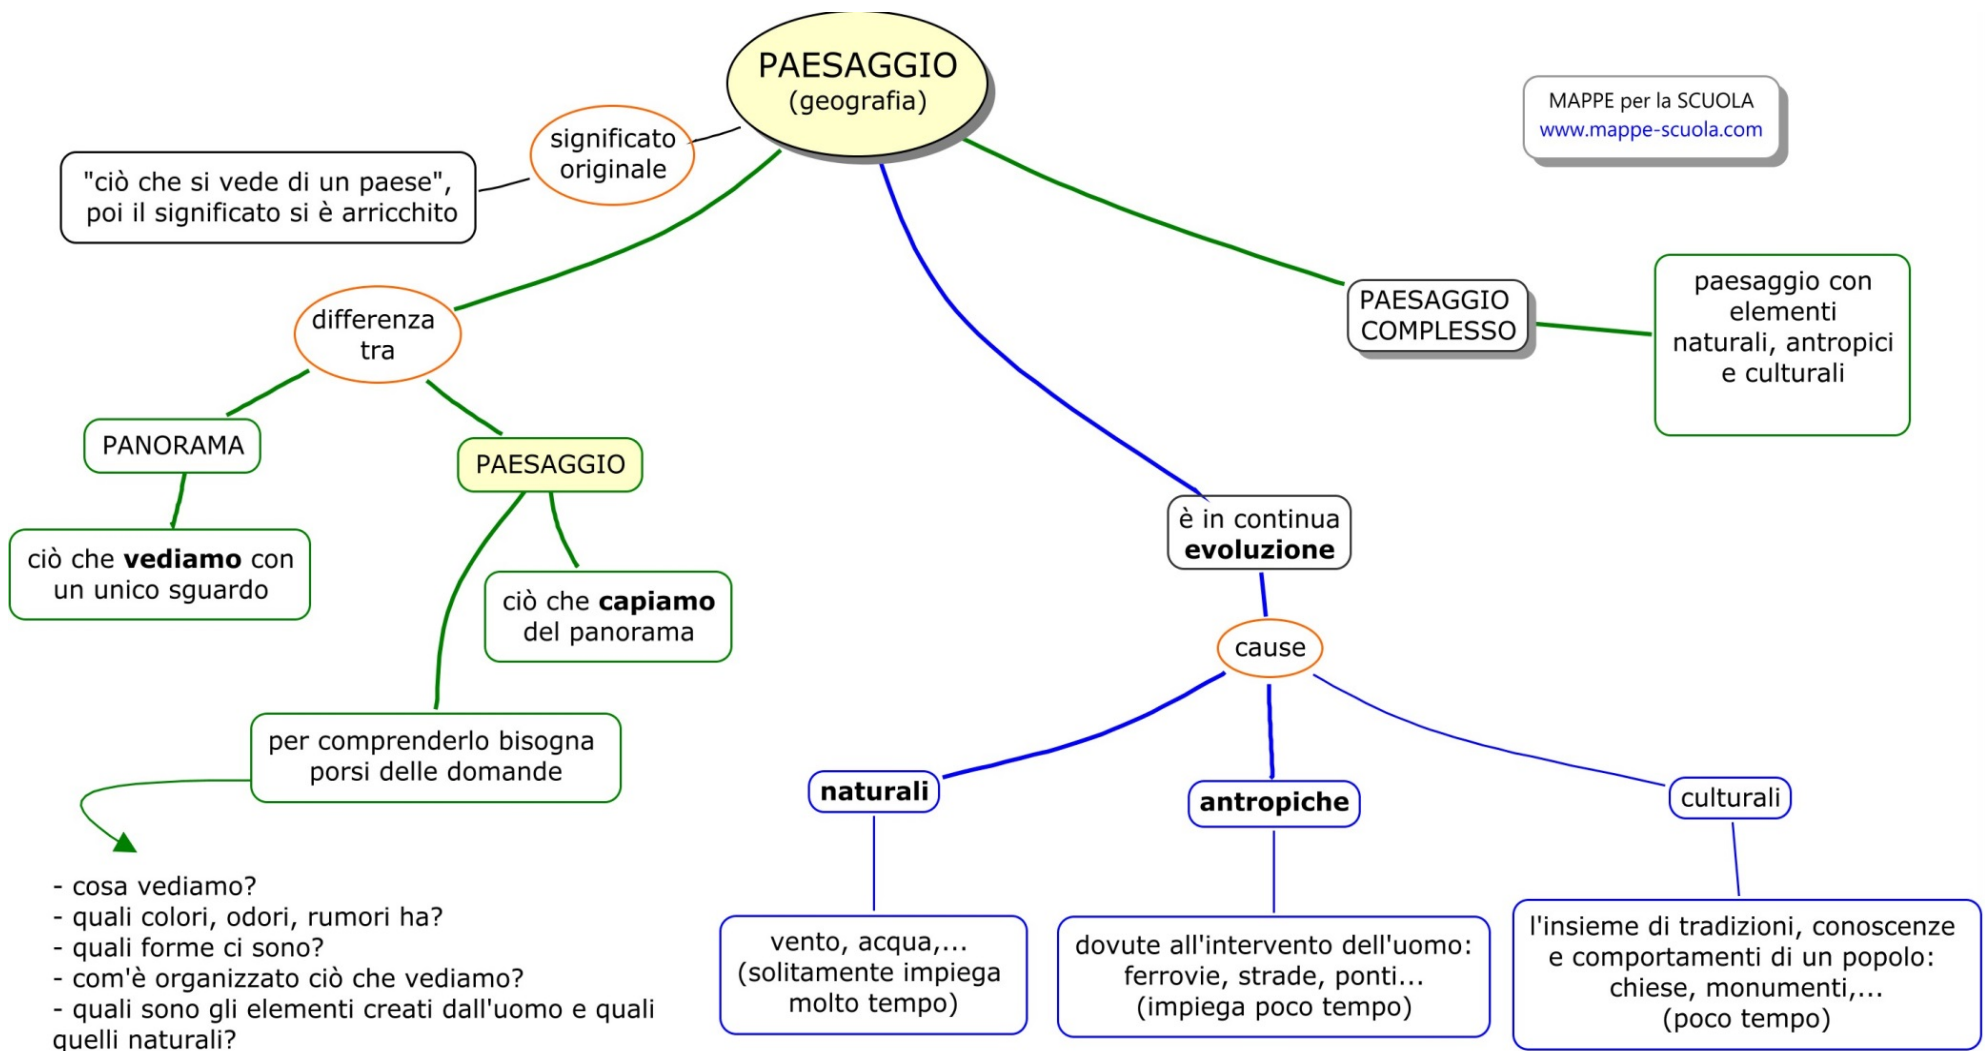 PAESAGGIO
(geografia)
MAPPE per la SCUOLA
www.mappe-scuola.com
significato
originale
"ciò che si vede di un paese",
poi il significato si è arricchito
differenza
tra
PANORAMA
ciò che vediamo con
un unico sguardo
PAESAGGIO
ciò che capiamo
del panorama
per comprenderlo bisogna
porsi delle domande
- cosa vediamo?
- quali colori, odori, rumori ha?
- quali forme ci sono?
- com'è organizzato ciò che vediamo?
- quali sono gli elementi creati dall'uomo e quali
quelli naturali?
PAESAGGIO
COMPLESSO
paesaggio con
elementi
naturali, antropici
e culturali
è in continua
evoluzione
cause
naturali
vento, acqua,...
(solitamente impiega
molto tempo)
antropiche
dovute all'intervento dell'uomo:
ferrovie, strade, ponti...
(impiega poco tempo)
culturali
l'insieme di tradizioni, conoscenze
e comportamenti di un popolo:
chiese, monumenti,...
(poco tempo)